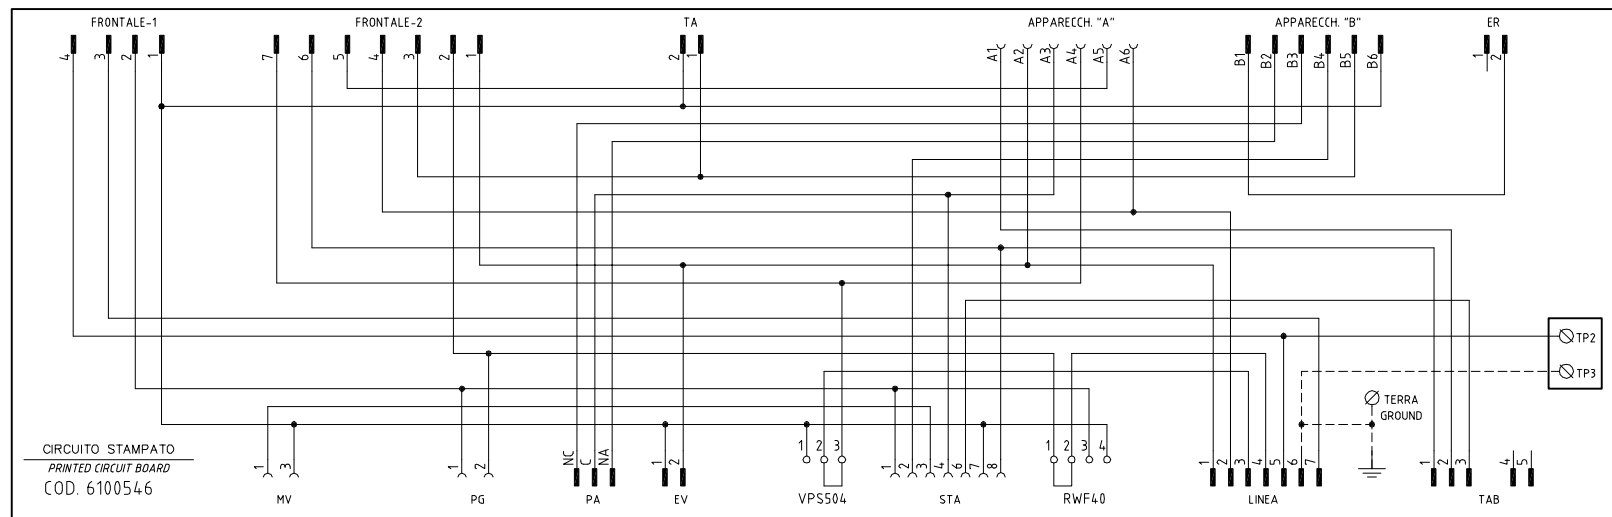 FRONTALE-1
FRONTALE-2
TA
APPARECCH. "A"
APPARECCH. "B"
ER
4
3
2
1
7
6
5
4
3
2
1
2
1
A1
A2
A3
A4
A5
A6
B1
B2
B3
B4
B5
B6
1
2
TP2
TP3
TERRA
GROUND
CIRCUITO STAMPATO
PRINTED CIRCUIT BOARD
COD. 6100546
1
3
1
2
NC
C
NA
1
2
1
2
3
1
2
3
4
6
7
8
1
2
3
4
1
2
3
4
5
6
7
1
2
3
4
5
MV
PG
PA
EV
VPS504
STA
RWF40
LINEA
TAB